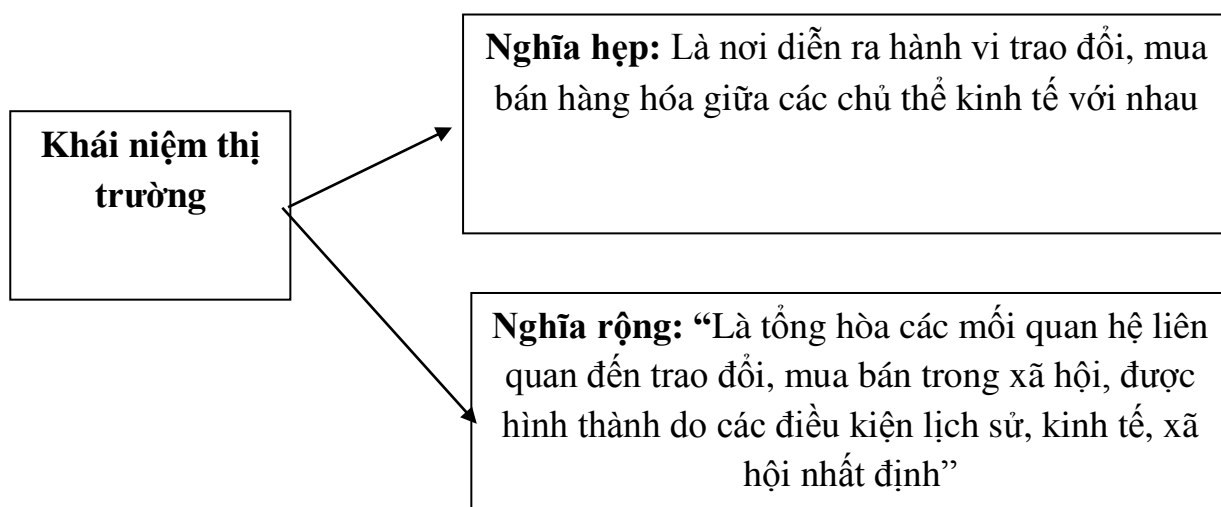 Khái niệm thị
trường
Nghĩa hẹp: Là nơi diễn ra hành vi trao đổi, mua
bán hàng hóa giữa các chủ thể kinh tế với nhau
Nghĩa rộng: “Là tổng hòa các mối quan hệ liên
quan đến trao đổi, mua bán trong xã hội, được
hình thành do các điều kiện lịch sử, kinh tế, xã
hội nhất định”